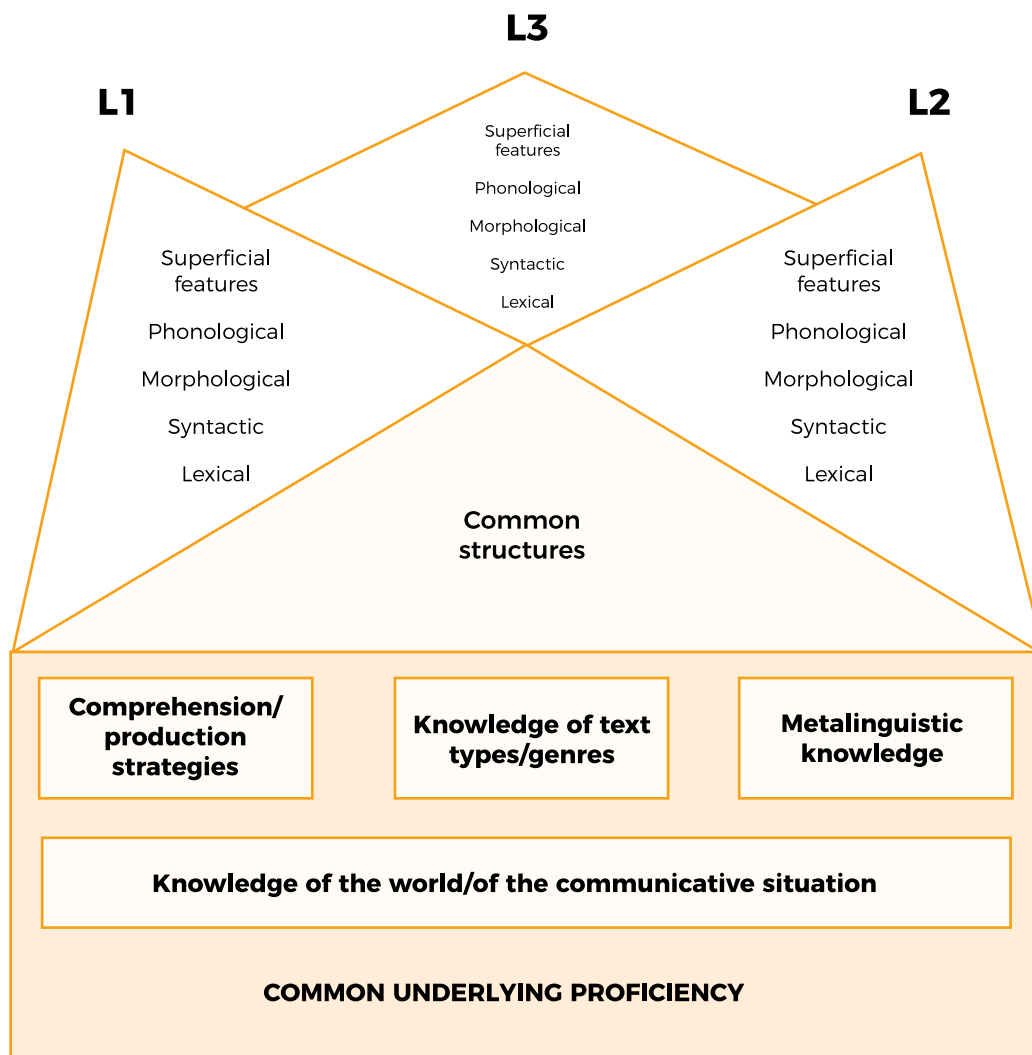 L3
L1
L2
Superficial
features
Phonological
Morphological
Syntactic
Lexical
Superficial
features
Phonological
Morphological
Syntactic
Lexical
Superficial
features
Phonological
Morphological
Syntactic
Lexical
Common
structures
Comprehension/
production
strategies
Knowledge of text
types/genres
Metalinguistic
knowledge
Knowledge of the world/of the communicative situation
COMMON UNDERLYING PROFICIENCY